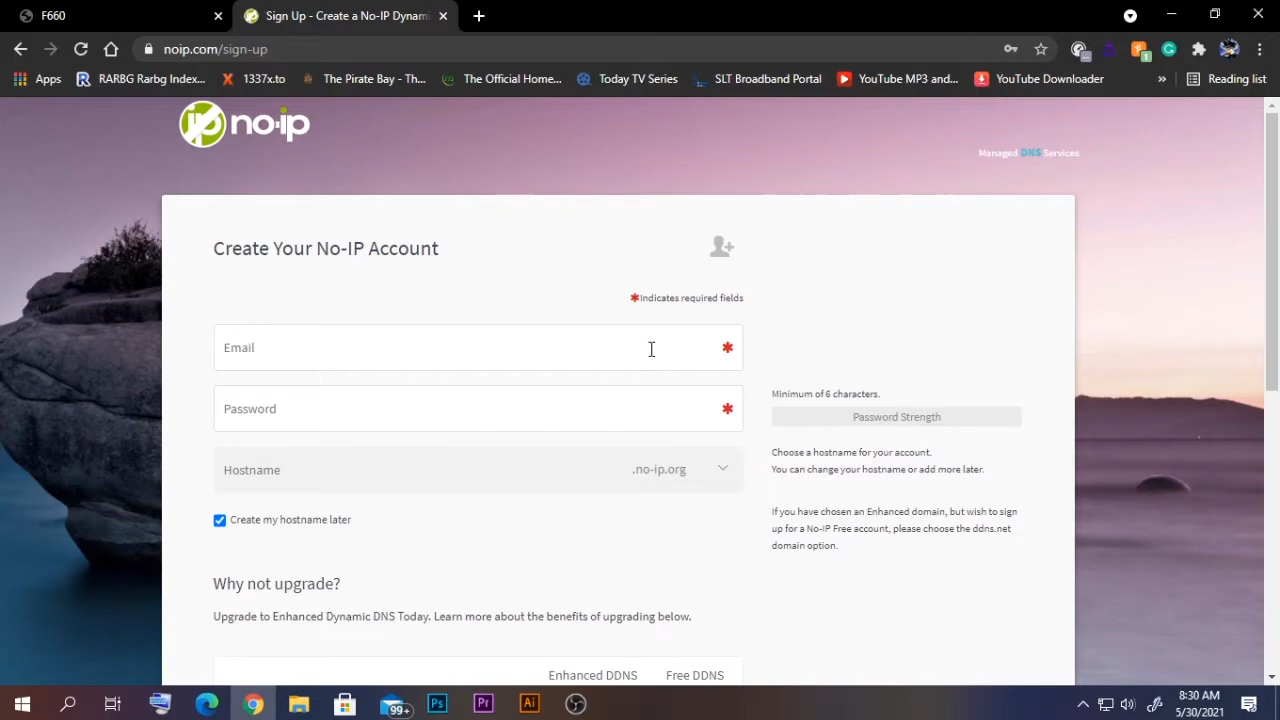 F660
Sign Up - Create a No-IP Dynam
noip.com/sign-up
Apps
RARBG Rarbg Index...
1337x.to
The Pirate Bay - Th...
The Official Home...
Today TV Series
SLT Broadband Portal
YouTube MP3 and...
YouTube Downloader
»
Reading list
ip no-ip
Managed DNS Services
Create Your No-IP Account
*Indicates required fields
Email *
Password *
Minimum of 6 characters.
Password Strength
Hostname .no-ip.org
Choose a hostname for your account.
You can change your hostname or add more later.
Create my hostname later
If you have chosen an Enhanced domain, but wish to sign
up for a No-IP Free account, please choose the ddns.net
domain option.
Why not upgrade?
Upgrade to Enhanced Dynamic DNS Today. Learn more about the benefits of upgrading below.
Enhanced DDNS Free DDNS
99+
Ps
Pr
Ai
8:30 AM
5/30/2021